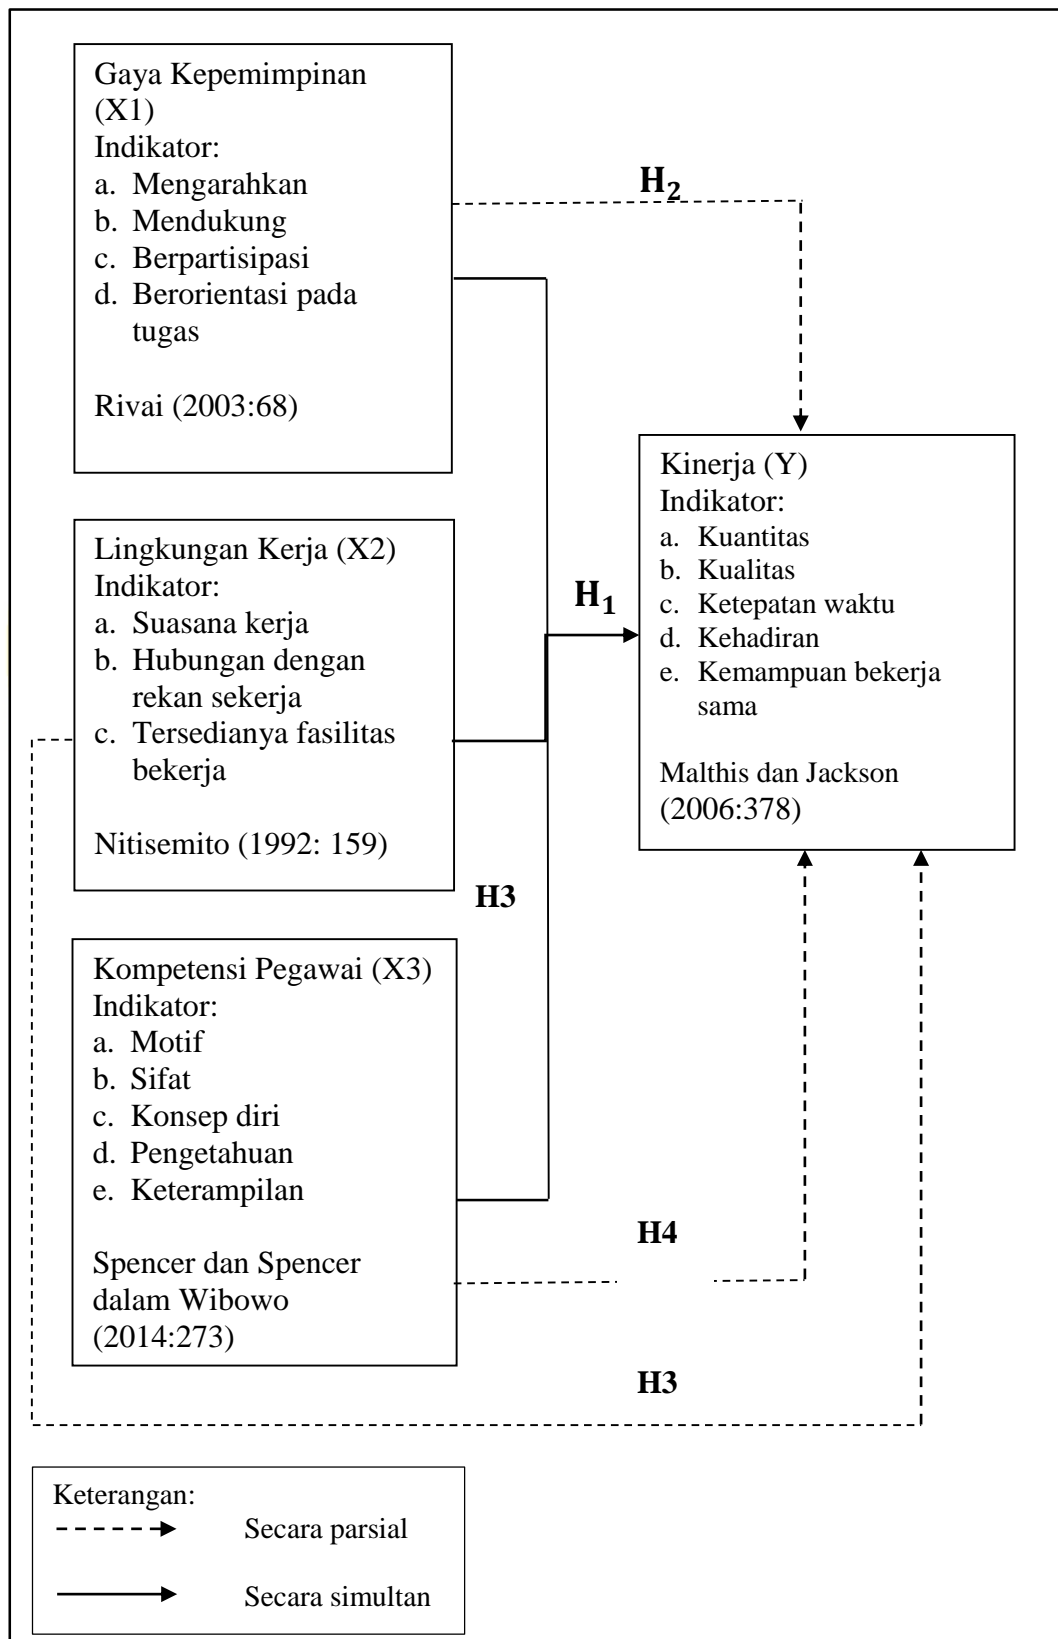 Gaya Kepemimpinan
(X1)
Indikator:
a. Mengarahkan
b. Mendukung
c. Berpartisipasi
d. Berorientasi pada
tugas
Rivai (2003:68)
H₂
Lingkungan Kerja (X2)
Indikator:
a. Suasana kerja
b. Hubungan dengan
rekan sekerja
c. Tersedianya fasilitas
bekerja
Nitisemito (1992: 159)
H₁
Kinerja (Y)
Indikator:
a. Kuantitas
b. Kualitas
c. Ketepatan waktu
d. Kehadiran
e. Kemampuan bekerja
sama
Malthis dan Jackson
(2006:378)
H3
Kompetensi Pegawai (X3)
Indikator:
a. Motif
b. Sifat
c. Konsep diri
d. Pengetahuan
e. Keterampilan
Spencer dan Spencer
dalam Wibowo
(2014:273)
H4
H3
Keterangan:
Secara parsial
Secara simultan